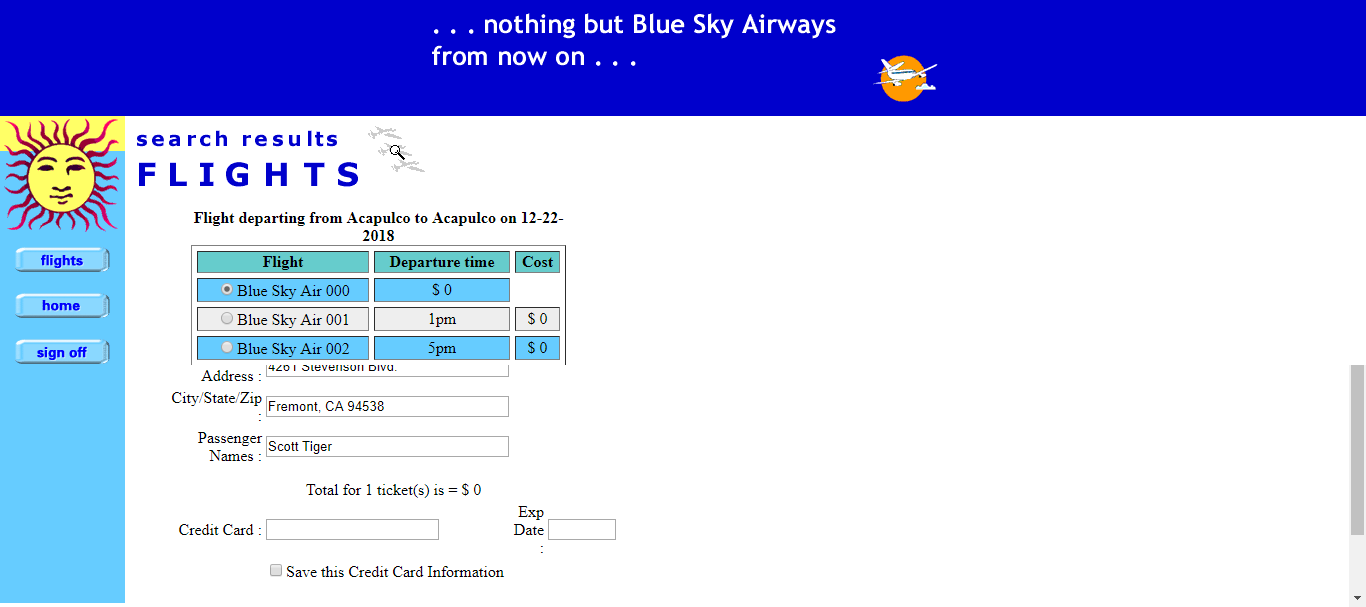 . . . nothing but Blue Sky Airways
from now on . . .
search results
FLIGHTS
flights
home
sign off
Flight departing from Acapulco to Acapulco on 12-22-
2018
Flight Departure time Cost
Blue Sky Air 000 $ 0
Blue Sky Air 001 1pm $ 0
Blue Sky Air 002 5pm $ 0
Address : 4261 Stevenson Blvd.
City/State/Zip
: Fremont, CA 94538
Passenger
Names : Scott Tiger
Total for 1 ticket(s) is = $ 0
Credit Card :
Exp
Date
:
Save this Credit Card Information